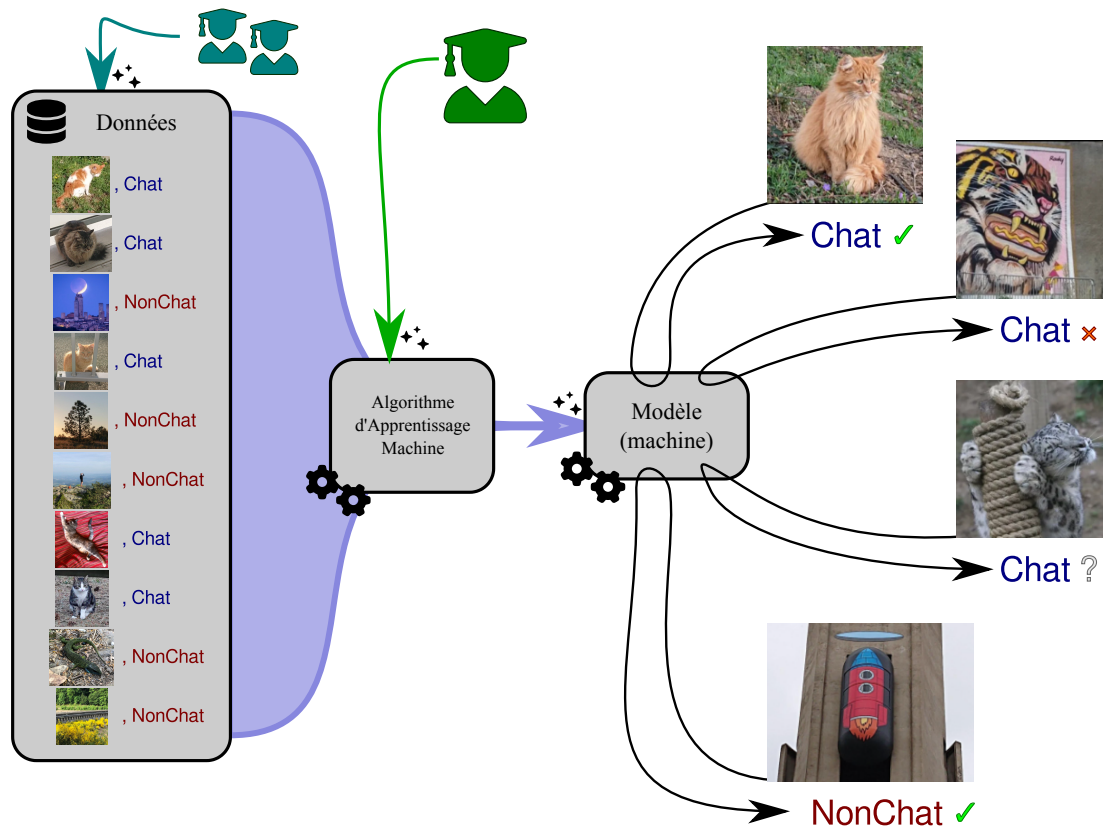 Données
, Chat
, Chat
, NonChat
, Chat
, NonChat
, NonChat
, Chat
, Chat
, NonChat
, NonChat
Algorithme
d'Apprentissage
Machine
Modèle
(machine)
Chat ✓
Chat ×
Chat ?
NonChat ✓